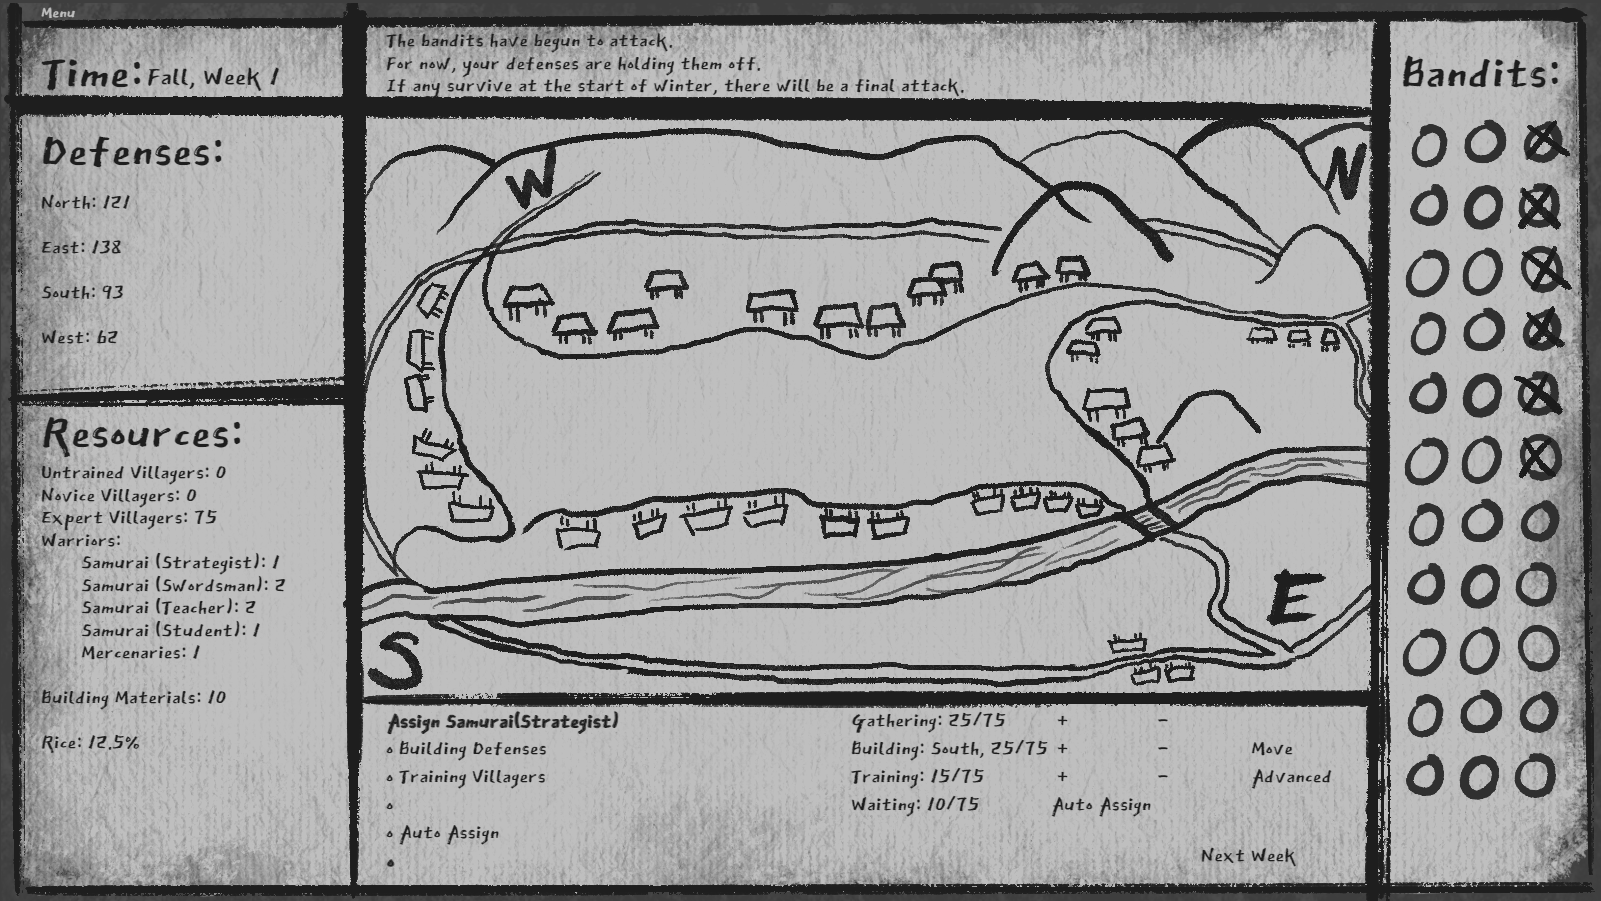 Menu
Time: Fall, Week 1
The bandits have begun to attack.
For now, your defenses are holding them off.
If any survive at the start of Winter, there will be a final attack.
Bandits:
Defenses:
North: 121
East: 138
South: 93
West: 62
W
N
E
S
Resources:
Untrained Villagers: 0
Novice Villagers: 0
Expert Villagers: 75
Warriors:
Samurai (Strategist): 1
Samurai (Swordsman): 2
Samurai (Teacher): 2
Samurai (Student): 1
Mercenaries: 1
Building Materials: 10
Rice: 12.5%
Assign Samurai(Strategist)
Building Defenses
Training Villagers
Auto Assign
Gathering: 25/75 + -
Building: South, 25/75 + - Move
Training: 15/75 + - Advanced
Waiting: 10/75 Auto Assign
Next Week